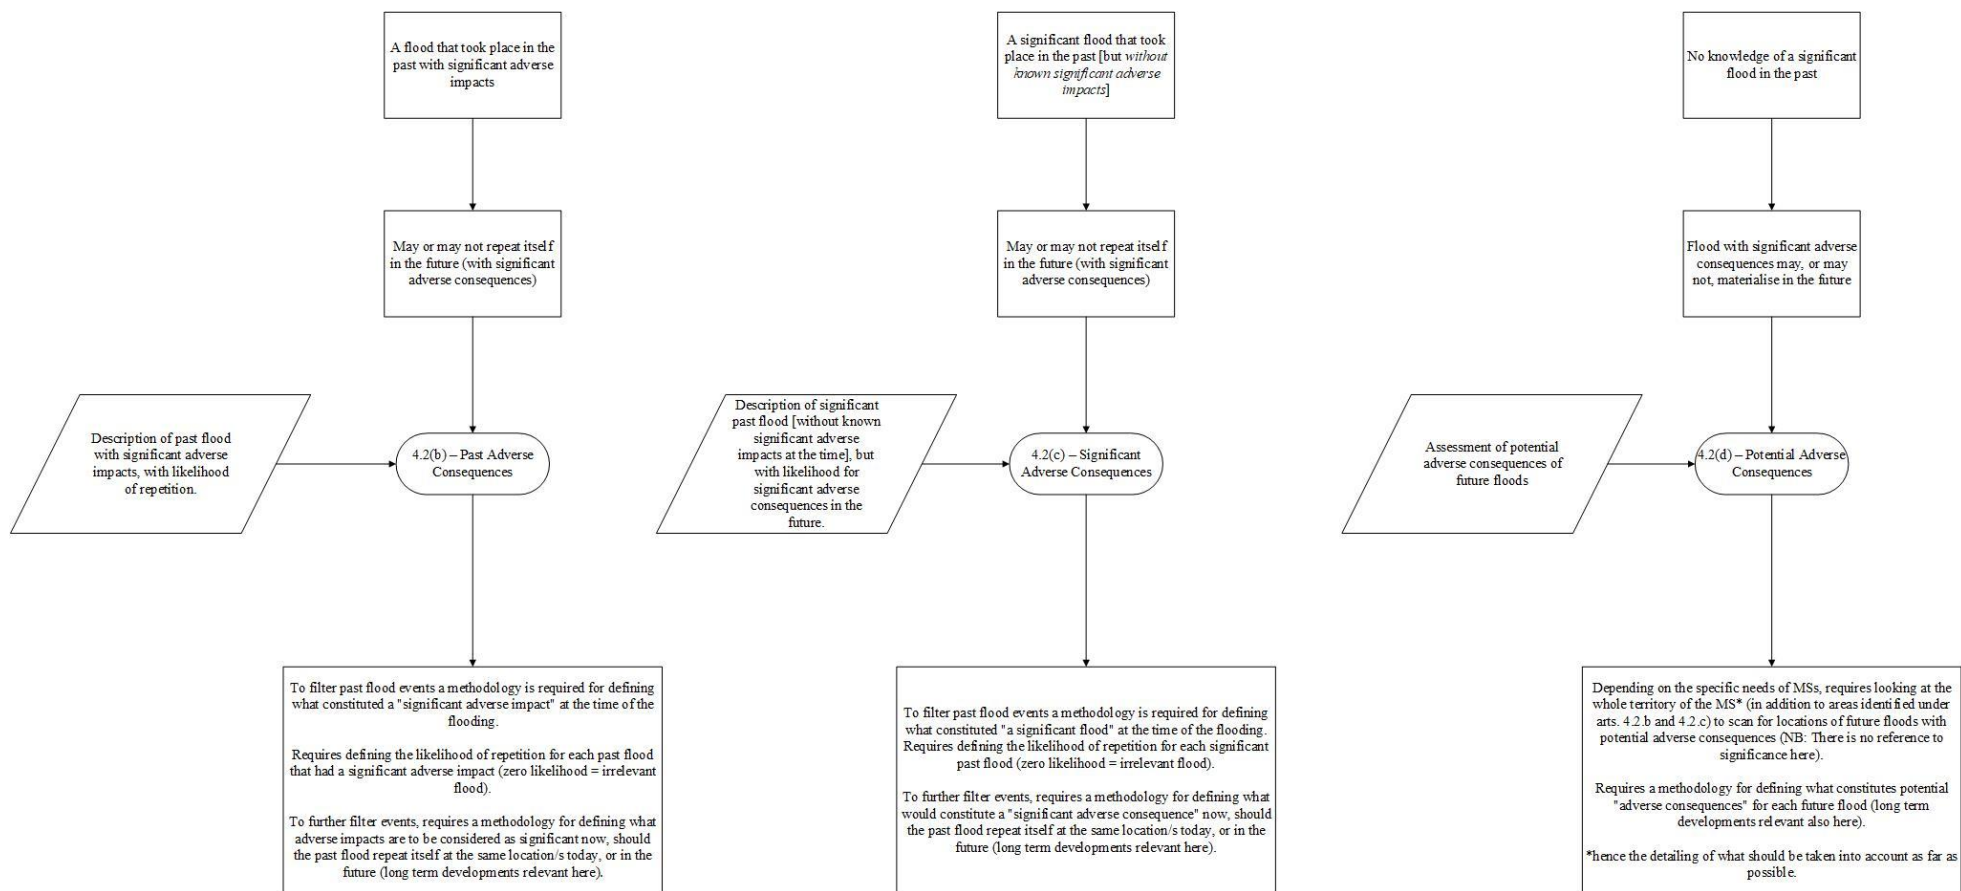 A flood that took place in the
past with significant adverse
impacts
A significant flood that took
place in the past [but without
known significant adverse
impacts]
No knowledge of a significant
flood in the past
May or may not repeat itself
in the future (with significant
adverse consequences)
May or may not repeat itself
in the future (with significant
adverse consequences)
Flood with significant adverse
consequences may, or may
not, materialise in the future
Description of past flood
with significant adverse
impacts, with likelihood
of repetition.
4.2(b) – Past Adverse
Consequences
Description of significant
past flood [without known
significant adverse
impacts at the time], but
with likelihood for
significant adverse
consequences in the
future.
4.2(c) – Significant
Adverse Consequences
Assessment of potential
adverse consequences of
future floods
4.2(d) – Potential Adverse
Consequences
To filter past flood events a methodology is required for defining
what constituted a "significant adverse impact" at the time of the
flooding.
Requires defining the likelihood of repetition for each past flood
that had a significant adverse impact (zero likelihood = irrelevant
flood).
To further filter events, requires a methodology for defining what
adverse impacts are to be considered as significant now, should
the past flood repeat itself at the same location/s today, or in the
future (long term developments relevant here).
To filter past flood events a methodology is required for defining
what constituted "a significant flood" at the time of the flooding.
Requires defining the likelihood of repetition for each significant
past flood (zero likelihood = irrelevant flood).
To further filter events, requires a methodology for defining what
would constitute a "significant adverse consequence" now, should
the past flood repeat itself at the same location/s today, or in the
future (long term developments relevant here).
Depending on the specific needs of MSs, requires looking at the
whole territory of the MS* (in addition to areas identified under
arts. 4.2.b and 4.2.c) to scan for locations of future floods with
potential adverse consequences (NB: There is no reference to
significance here).
Requires a methodology for defining what constitutes potential
"adverse consequences" for each future flood (long term
developments relevant also here).
*hence the detailing of what should be taken into account as far as
possible.